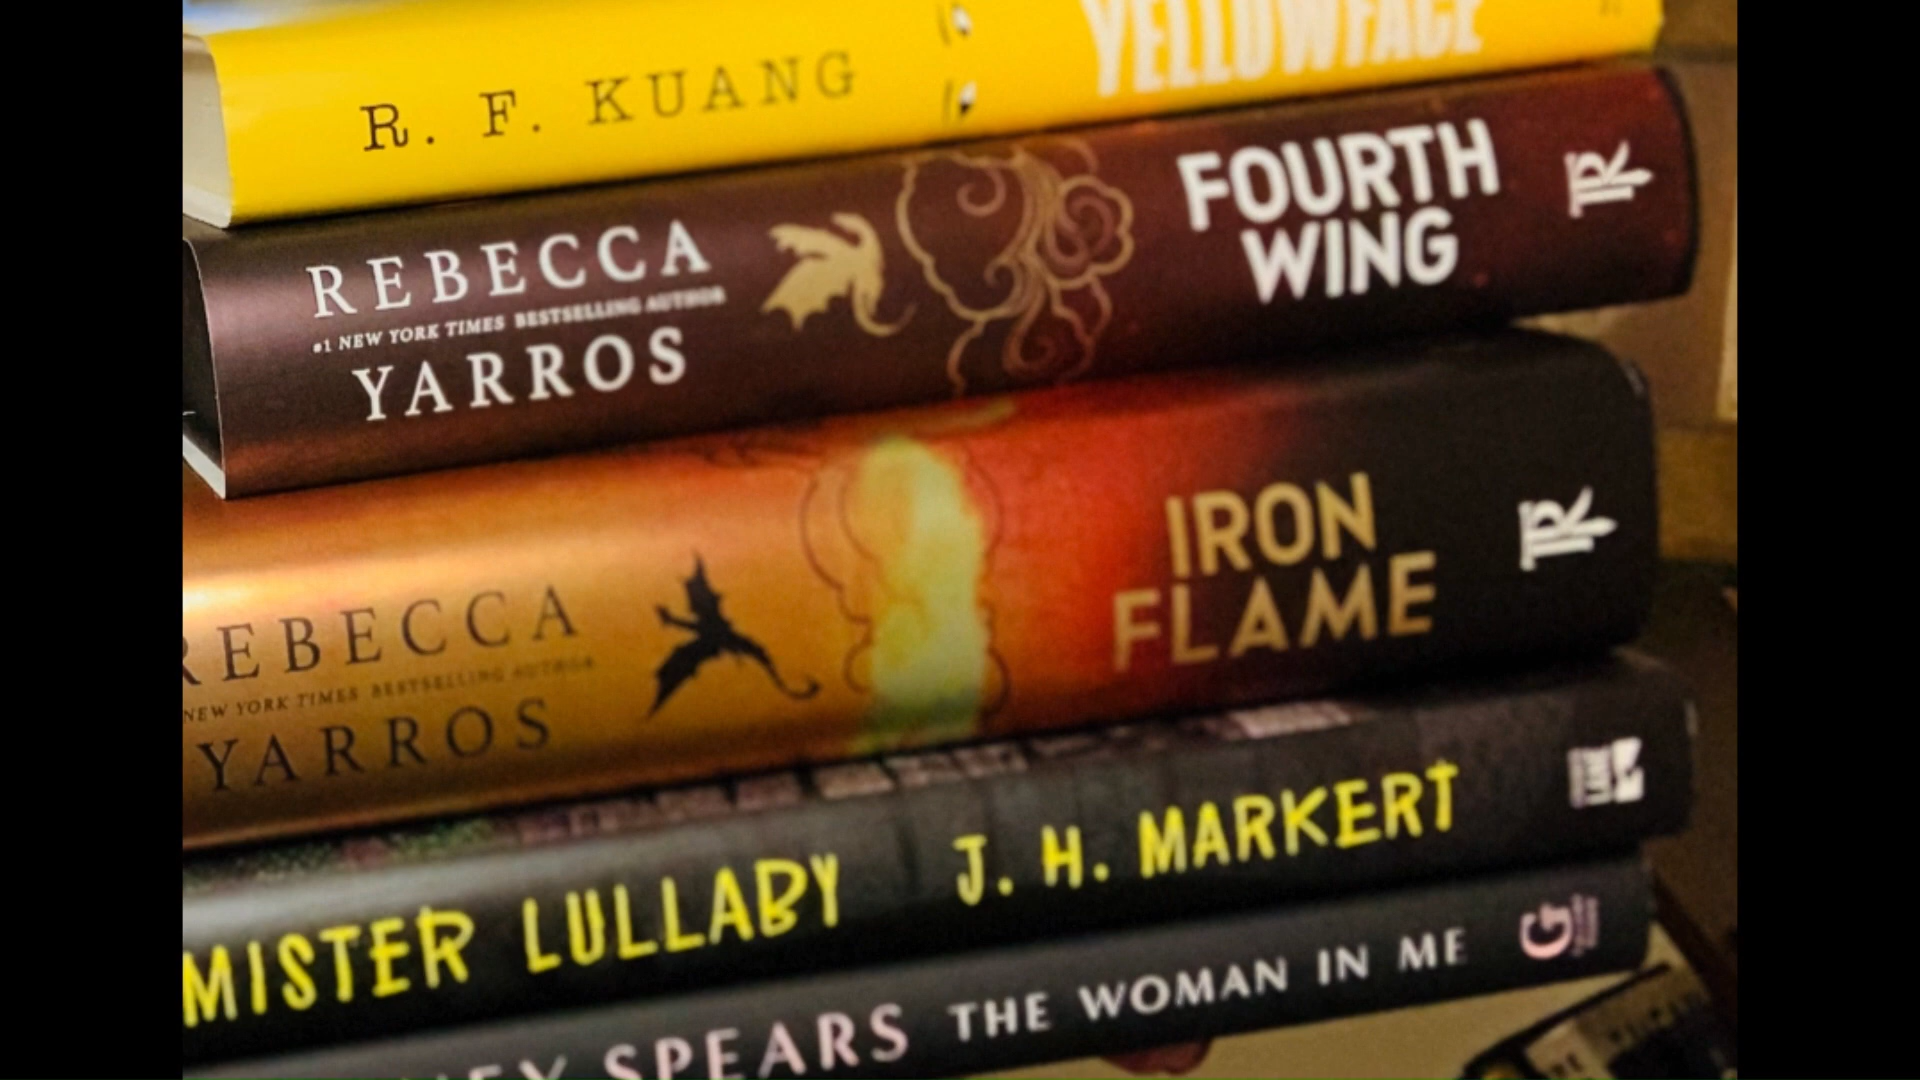 R. F. KUANG
YELLOWFACE
REBECCA
#1 NEW YORK TIMES BESTSELLING AUTHOR
YARROS
FOURTH
WING
REBECCA
NEW YORK TIMES BESTSELLING AUTHOR
YARROS
IRON
FLAME
MISTER LULLABY
J. H. MARKERT
SPEARS
THE WOMAN IN ME
G